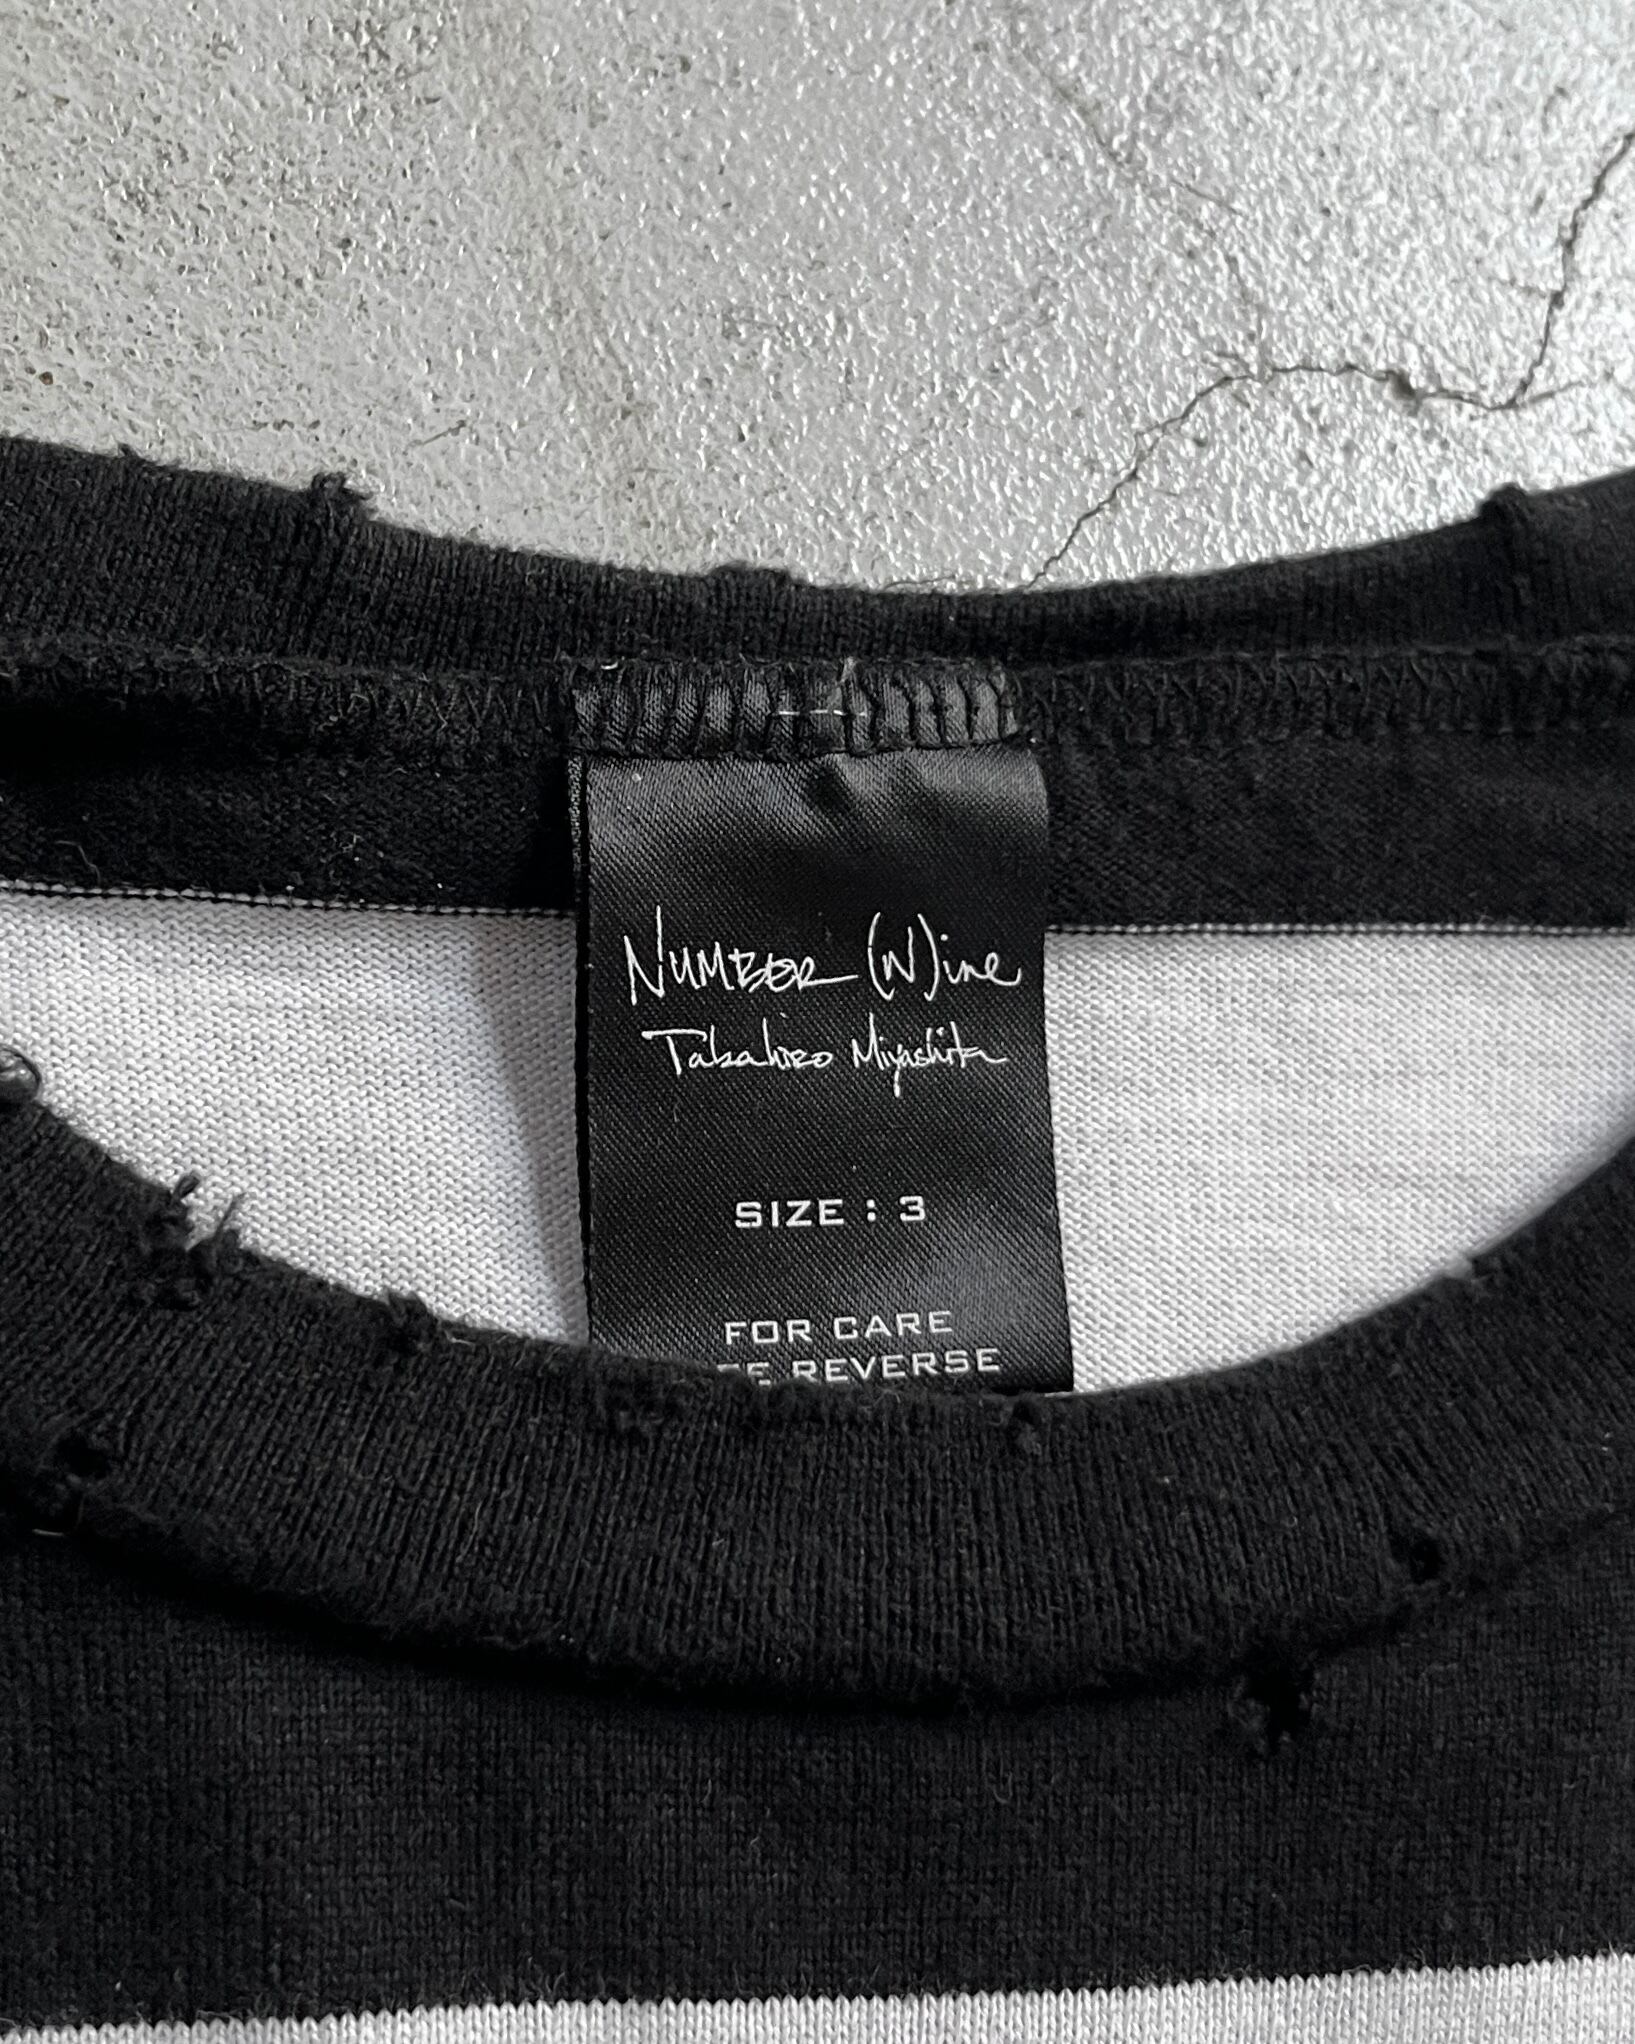 NUMBER (N)ine
Takahiro Miyashita
SIZE : 3
FOR CARE
REVERSE